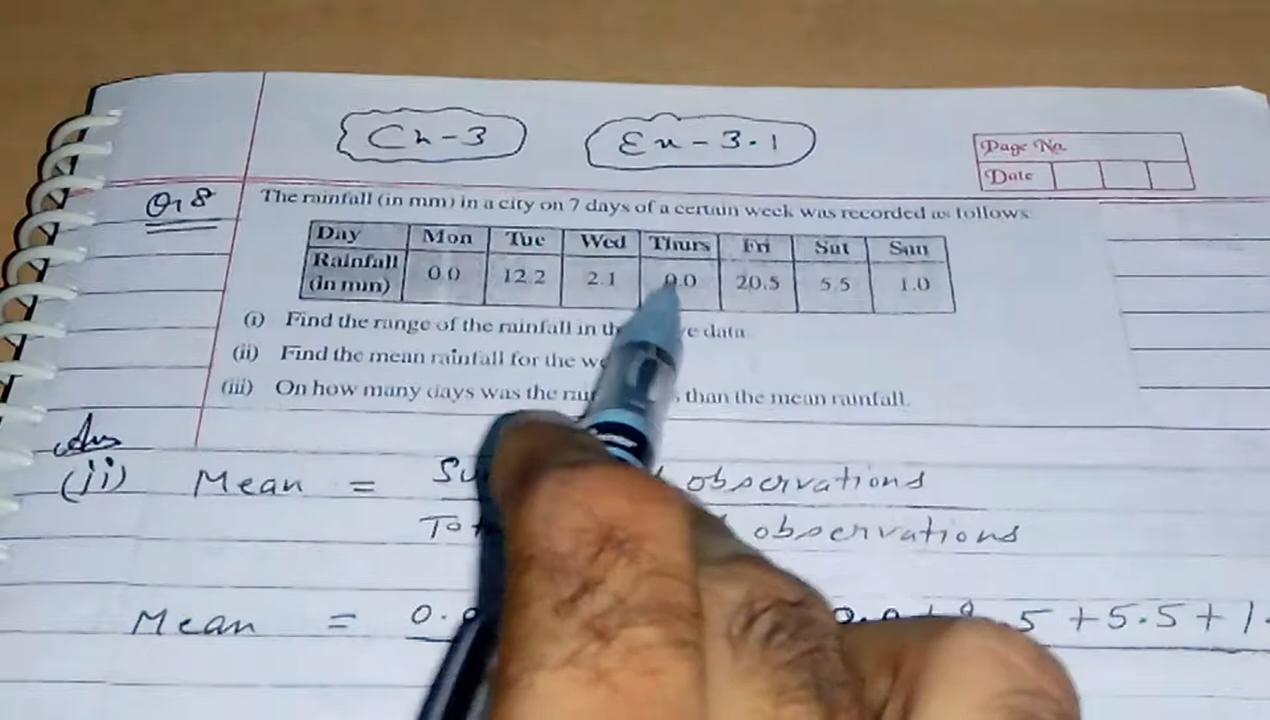 Ch-3 Ex-3.1
Page No.
Date
Q.8 The rainfall (in mm) in a city on 7 days of a certain week was recorded as follows
Day Mon Tue Wed Thurs Fri Sat Sun
Rainfall (in mm) 0.0 12.2 2.1 0.0 20.5 5.5 1.0
(i) Find the range of the rainfall in data
(ii) Find the mean rainfall for the
(iii) On how many days was the than the mean rainfall.
Ans
(ii) Mean = observations
observations
Mean = 5 + 5.5 + 1.